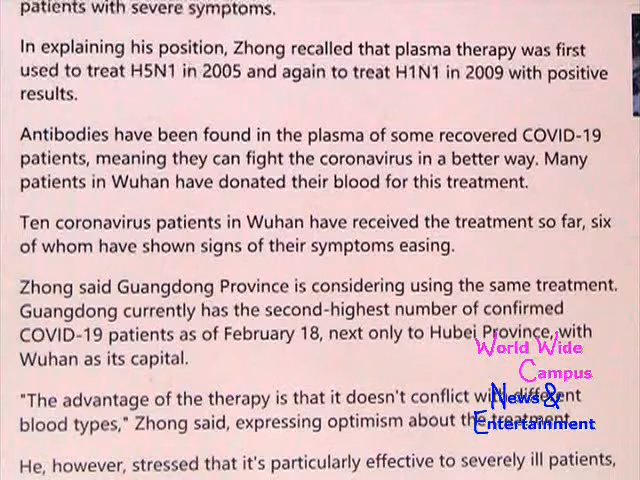 patients with severe symptoms.
In explaining his position, Zhong recalled that plasma therapy was first
used to treat H5N1 in 2005 and again to treat H1N1 in 2009 with positive
results.
Antibodies have been found in the plasma of some recovered COVID-19
patients, meaning they can fight the coronavirus in a better way. Many
patients in Wuhan have donated their blood for this treatment.
Ten coronavirus patients in Wuhan have received the treatment so far, six
of whom have shown signs of their symptoms easing.
Zhong said Guangdong Province is considering using the same treatment.
Guangdong currently has the second-highest number of confirmed
COVID-19 patients as of February 18, next only to Hubei Province, with
Wuhan as its capital.
"The advantage of the therapy is that it doesn't conflict with different
blood types," Zhong said, expressing optimism about the treatment.
He, however, stressed that it's particularly effective to severely ill patients,
World Wide
Campus
News &
Entertainment